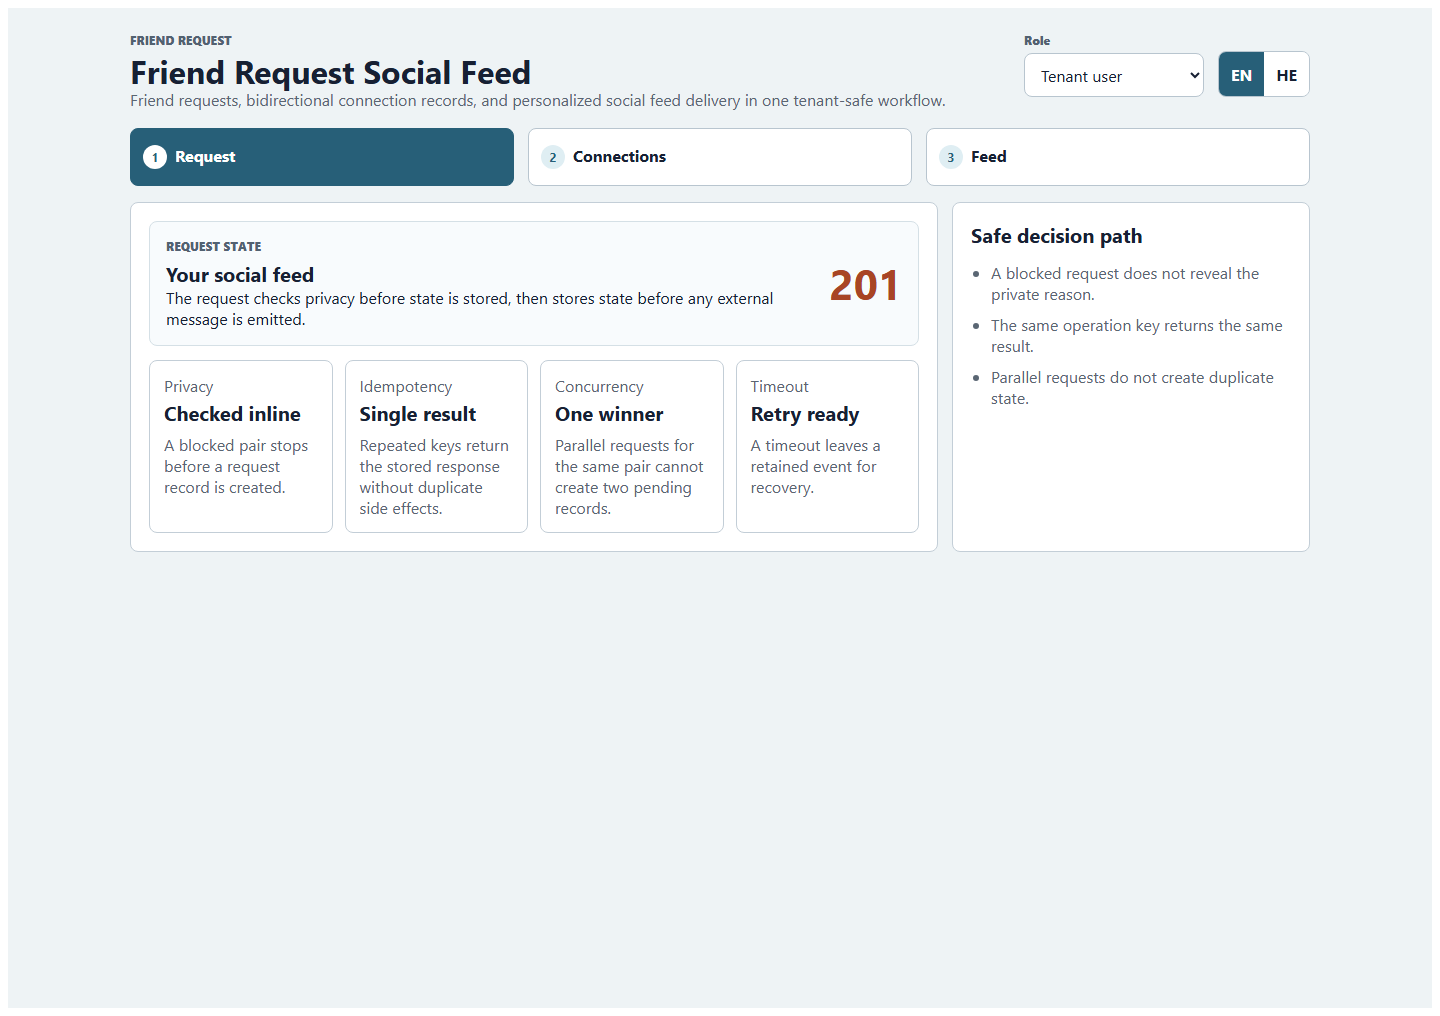 FRIEND REQUEST
Friend Request Social Feed
Friend requests, bidirectional connection records, and personalized social feed delivery in one tenant-safe workflow.
Role
Tenant user
EN
HE
1 Request
2 Connections
3 Feed
REQUEST STATE
Your social feed
The request checks privacy before state is stored, then stores state before any external
message is emitted.
201
Privacy
Checked inline
A blocked pair stops
before a request
record is created.
Idempotency
Single result
Repeated keys return
the stored response
without duplicate
side effects.
Concurrency
One winner
Parallel requests for
the same pair cannot
create two pending
records.
Timeout
Retry ready
A timeout leaves a
retained event for
recovery.
Safe decision path
• A blocked request does not reveal the
private reason.
• The same operation key returns the same
result.
• Parallel requests do not create duplicate
state.